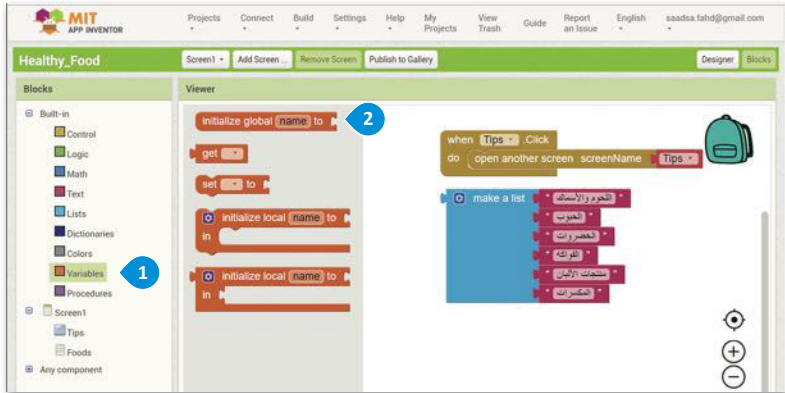 MIT
APP INVENTOR
Projects Connect Build Settings Help My Projects View Trash Guide Report an Issue English saadsa.fahd@gmail.com
Healthy_Food Screen1 Add Screen ... Remove Screen Publish to Gallery Designer Blocks
Blocks Viewer
Built-in
Control
Logic
Math
Text
Lists
Dictionaries
Colors
Variables
Procedures
Screen1
Tips
Foods
Any component
1
initialize global name to
2
get
set to
initialize local name to
in
initialize local name to
in
when Tips .Click
do open another screen screenName Tips
make a list " اللحوم والأسماك "
" الحبوب "
" الخضروات "
" الفواكه "
" منتجات الألبان "
" المكسرات "